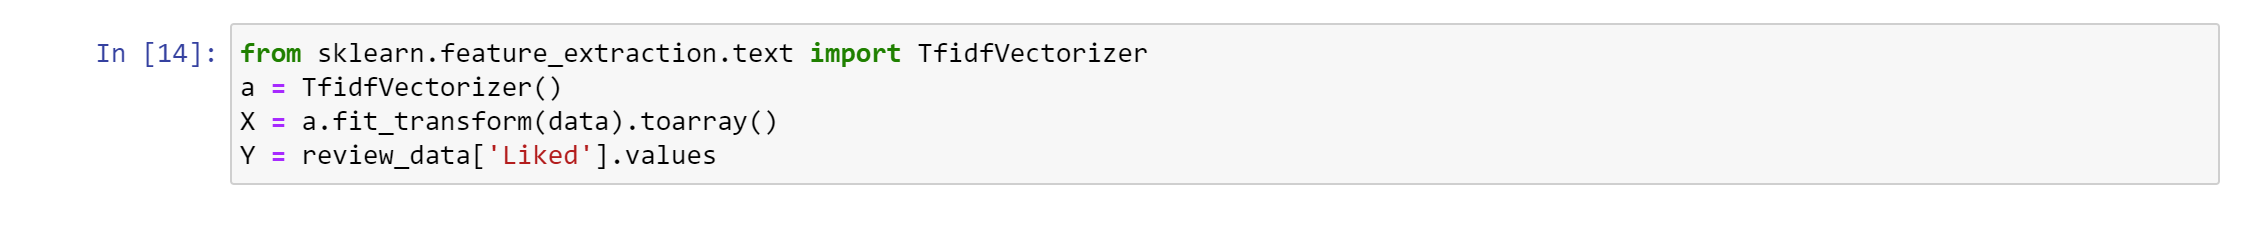 In [14]: from sklearn.feature_extraction.text import TfidfVectorizer
a = TfidfVectorizer()
X = a.fit_transform(data).toarray()
Y = review_data['Liked'].values